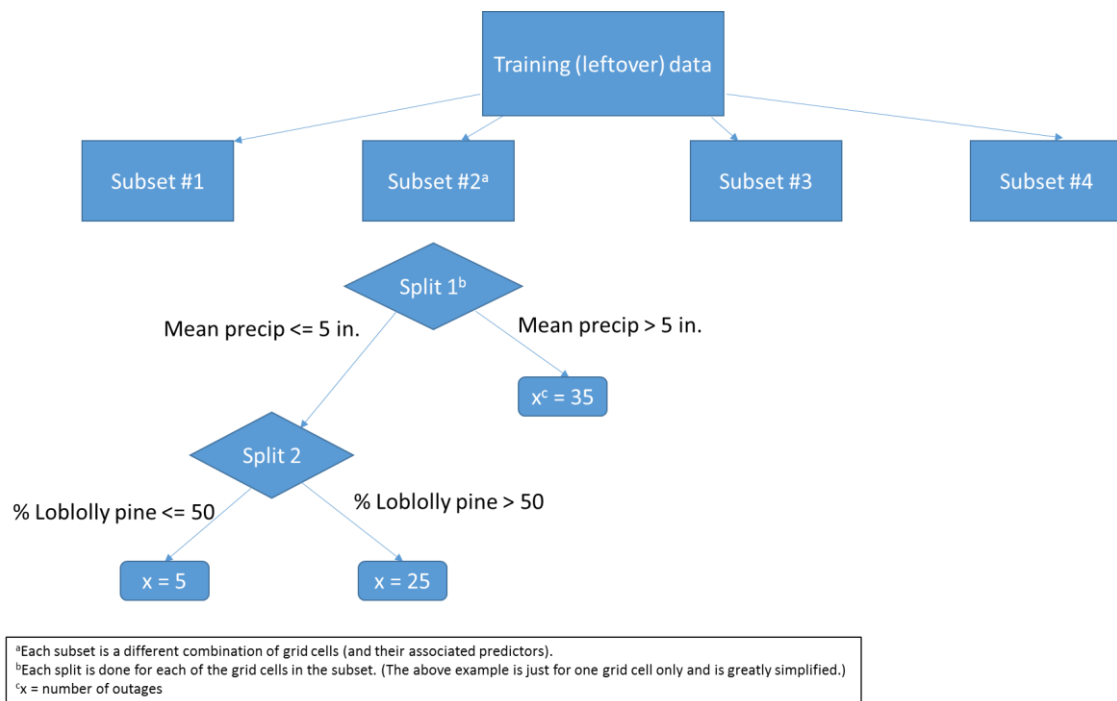 Training (leftover) data
Subset #1
Subset #2ᵃ
Subset #3
Subset #4
Split 1ᵇ
Mean precip <= 5 in.
Mean precip > 5 in.
xᶜ = 35
Split 2
% Loblolly pine <= 50
% Loblolly pine > 50
x = 5
x = 25
ᵃEach subset is a different combination of grid cells (and their associated predictors).
ᵇEach split is done for each of the grid cells in the subset. (The above example is just for one grid cell only and is greatly simplified.)
ᶜx = number of outages